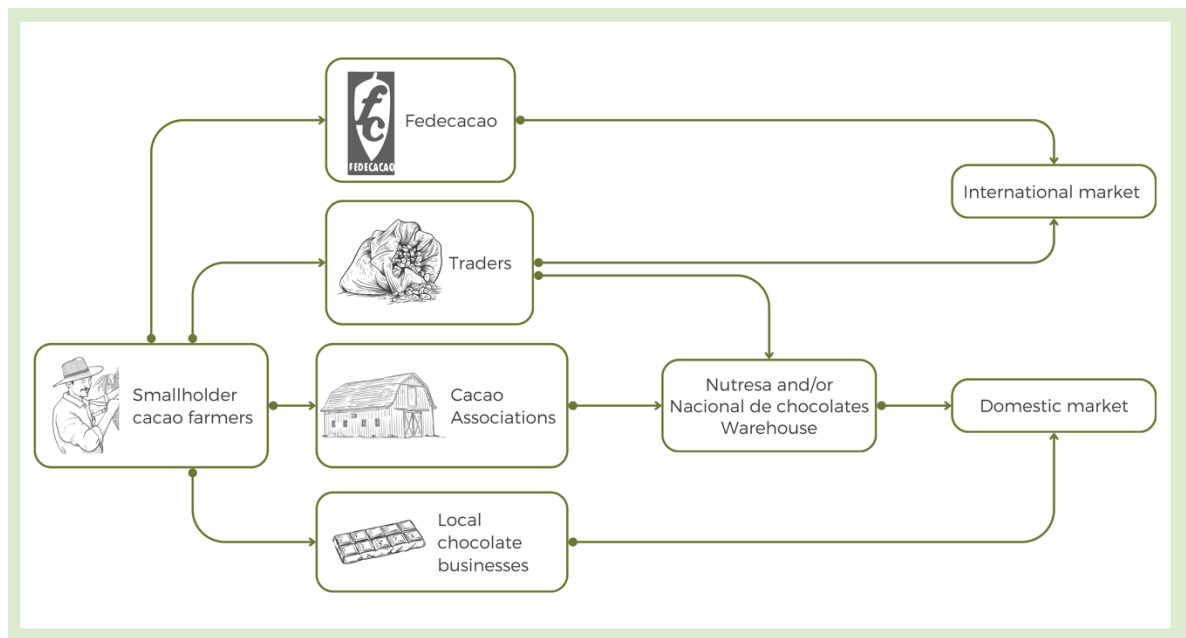 fc
FEDECACAO
Fedecacao
International market
Traders
Smallholder
cacao farmers
Cacao
Associations
Nutresa and/or
Nacional de chocolates
Warehouse
Domestic market
Local
chocolate
businesses